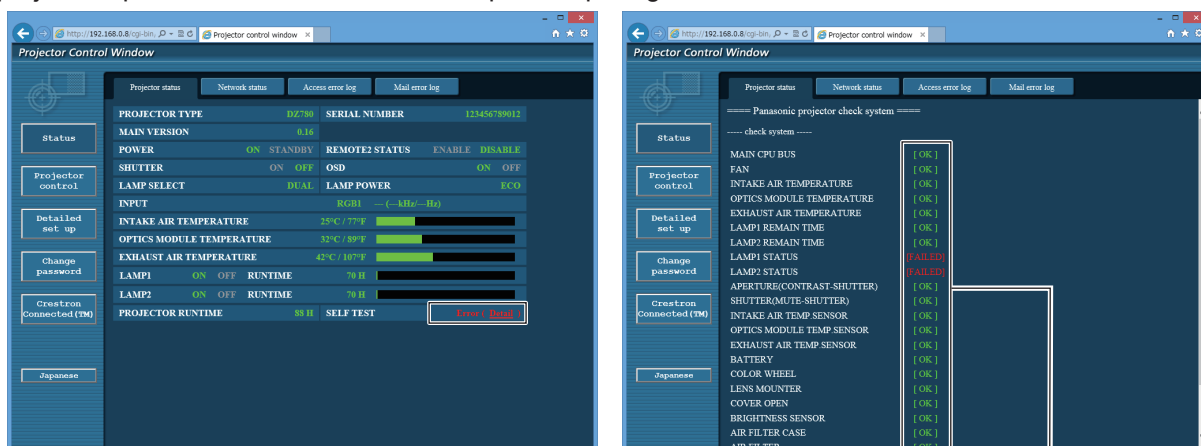 http://192.168.0.8/cgi-bin,
Projector control window
Projector Control Window
Projector status
Network status
Access error log
Mail error log
Status
Projector control
Detailed set up
Change password
Crestron Connected(TM)
Japanese
PROJECTOR TYPE DZ780 SERIAL NUMBER 123456789012
MAIN VERSION 0.16
POWER ON STANDBY REMOTE2 STATUS ENABLE DISABLE
SHUTTER ON OFF OSD ON OFF
LAMP SELECT DUAL LAMP POWER ECO
INPUT RGB1 --- (---kHz/---Hz)
INTAKE AIR TEMPERATURE 25°C / 77°F
OPTICS MODULE TEMPERATURE 32°C / 89°F
EXHAUST AIR TEMPERATURE 42°C / 107°F
LAMP1 ON OFF RUNTIME 70 H
LAMP2 ON OFF RUNTIME 70 H
PROJECTOR RUNTIME 88 H SELF TEST Error ( Detail )
http://192.168.0.8/cgi-bin,
Projector control window
Projector Control Window
Projector status
Network status
Access error log
Mail error log
Status
Projector control
Detailed set up
Change password
Crestron Connected(TM)
Japanese
==== Panasonic projector check system ====
----- check system -----
MAIN CPU BUS [ OK ]
FAN [ OK ]
INTAKE AIR TEMPERATURE [ OK ]
OPTICS MODULE TEMPERATURE [ OK ]
EXHAUST AIR TEMPERATURE [ OK ]
LAMP1 REMAIN TIME [ OK ]
LAMP2 REMAIN TIME [ OK ]
LAMP1 STATUS [FAILED]
LAMP2 STATUS [FAILED]
APERTURE(CONTRAST-SHUTTER) [ OK ]
SHUTTER(MUTE-SHUTTER) [ OK ]
INTAKE AIR TEMP.SENSOR [ OK ]
OPTICS MODULE TEMP.SENSOR [ OK ]
EXHAUST AIR TEMP.SENSOR [ OK ]
BATTERY [ OK ]
COLOR WHEEL [ OK ]
LENS MOUNTER [ OK ]
COVER OPEN [ OK ]
BRIGHTNESS SENSOR [ OK ]
AIR FILTER CASE [ OK ]
AIR FILTER [ OK ]